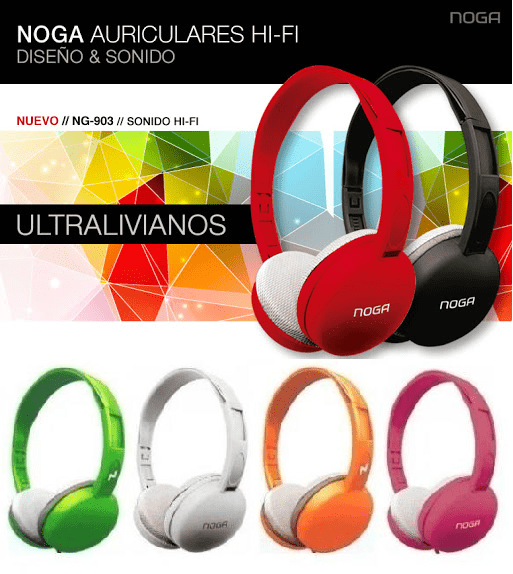 NOGA AURICULARES HI-FI
NOGA
DISEÑO & SONIDO
NUEVO // NG-903 // SONIDO HI-FI
ULTRALIVIANOS
NOGA
NOGA
N
NOGA
N
NOGA